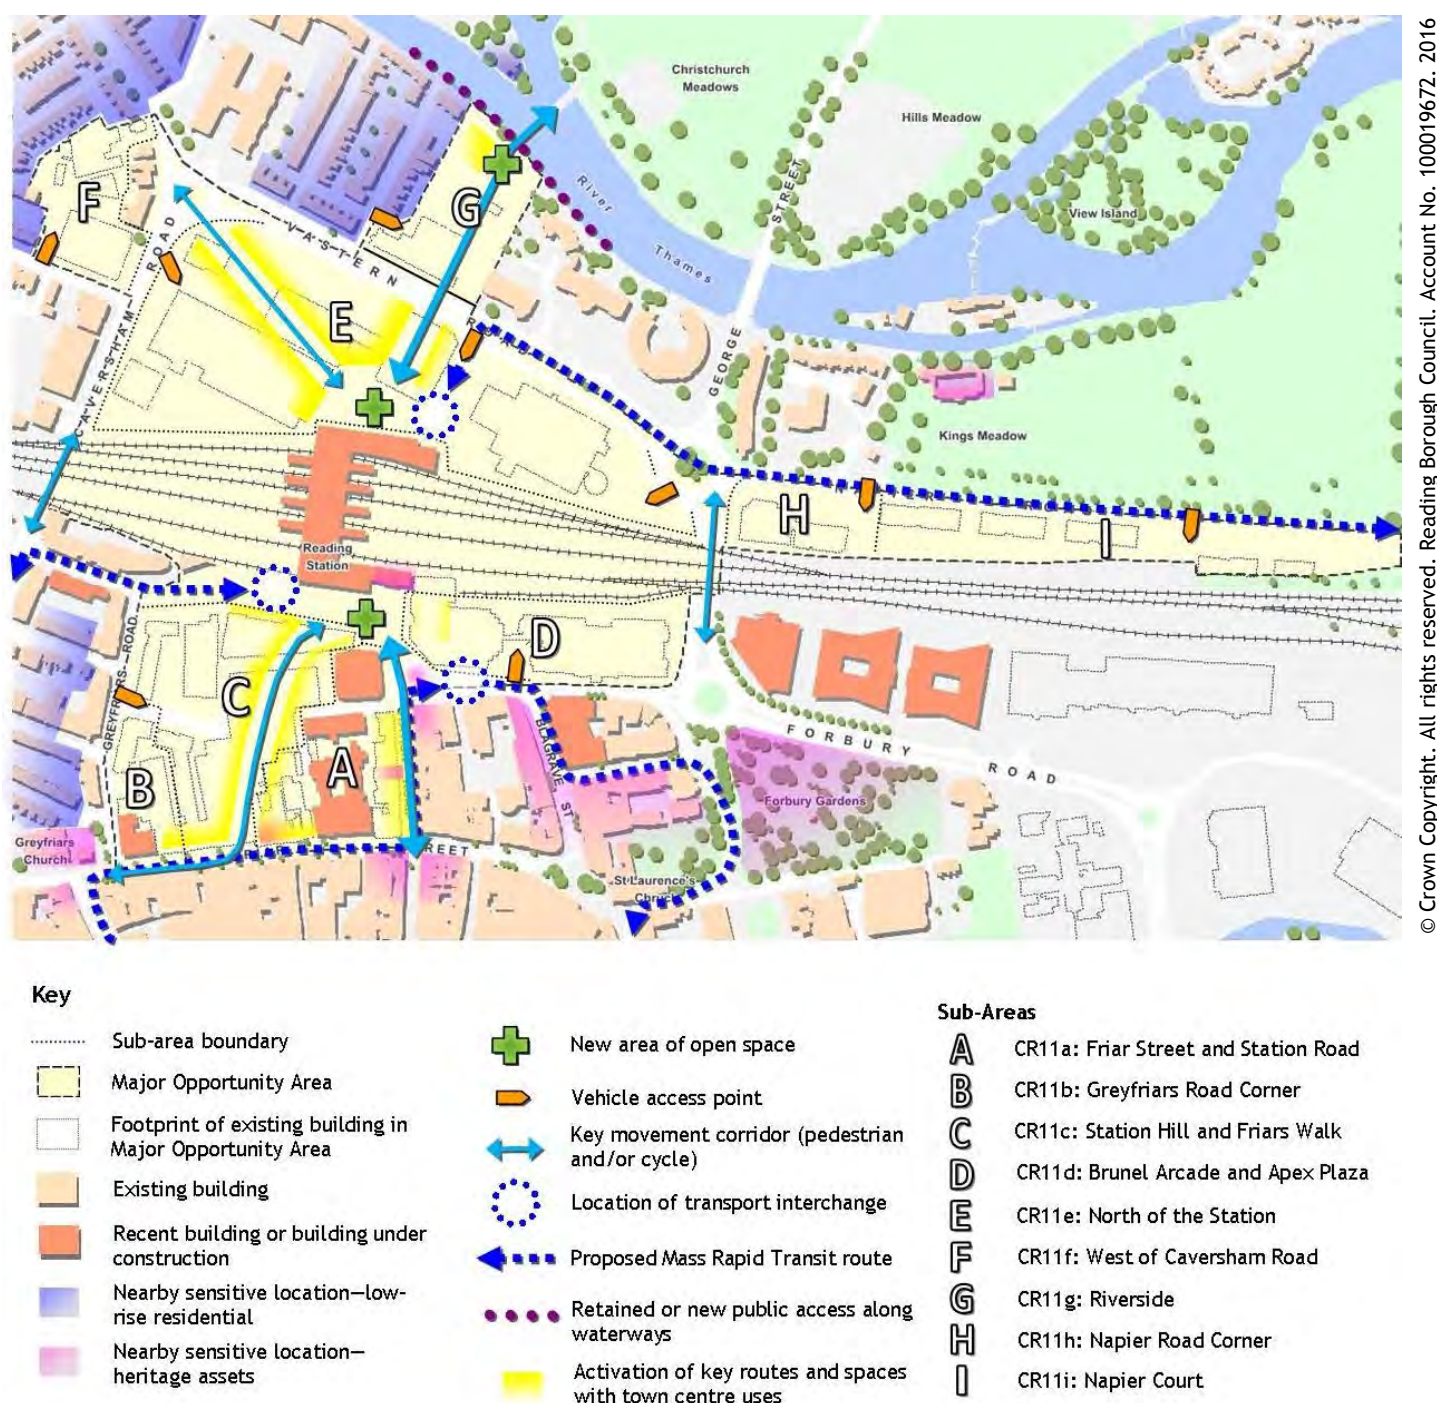 Christchurch
Meadows
Hills Meadow
View Island
River
Thames
GEORGE
STREET
CAVERSHAM
ROAD
VASTERN
ROAD
Kings Meadow
Reading
Station
GREYFRIARS ROAD
BLAGRAVE ST
FORBURY
ROAD
Forbury Gardens
Greyfriars
Church
St Laurence's
Chruch
REET
F
G
E
H
I
D
C
B
A
© Crown Copyright. All rights reserved. Reading Borough Council. Account No. 100019672. 2016
Key
Sub-area boundary
Major Opportunity Area
Footprint of existing building in
Major Opportunity Area
Existing building
Recent building or building under
construction
Nearby sensitive location—low-
rise residential
Nearby sensitive location—
heritage assets
New area of open space
Vehicle access point
Key movement corridor (pedestrian
and/or cycle)
Location of transport interchange
Proposed Mass Rapid Transit route
Retained or new public access along
waterways
Activation of key routes and spaces
with town centre uses
Sub-Areas
A CR11a: Friar Street and Station Road
B CR11b: Greyfriars Road Corner
C CR11c: Station Hill and Friars Walk
D CR11d: Brunel Arcade and Apex Plaza
E CR11e: North of the Station
F CR11f: West of Caversham Road
G CR11g: Riverside
H CR11h: Napier Road Corner
I CR11i: Napier Court